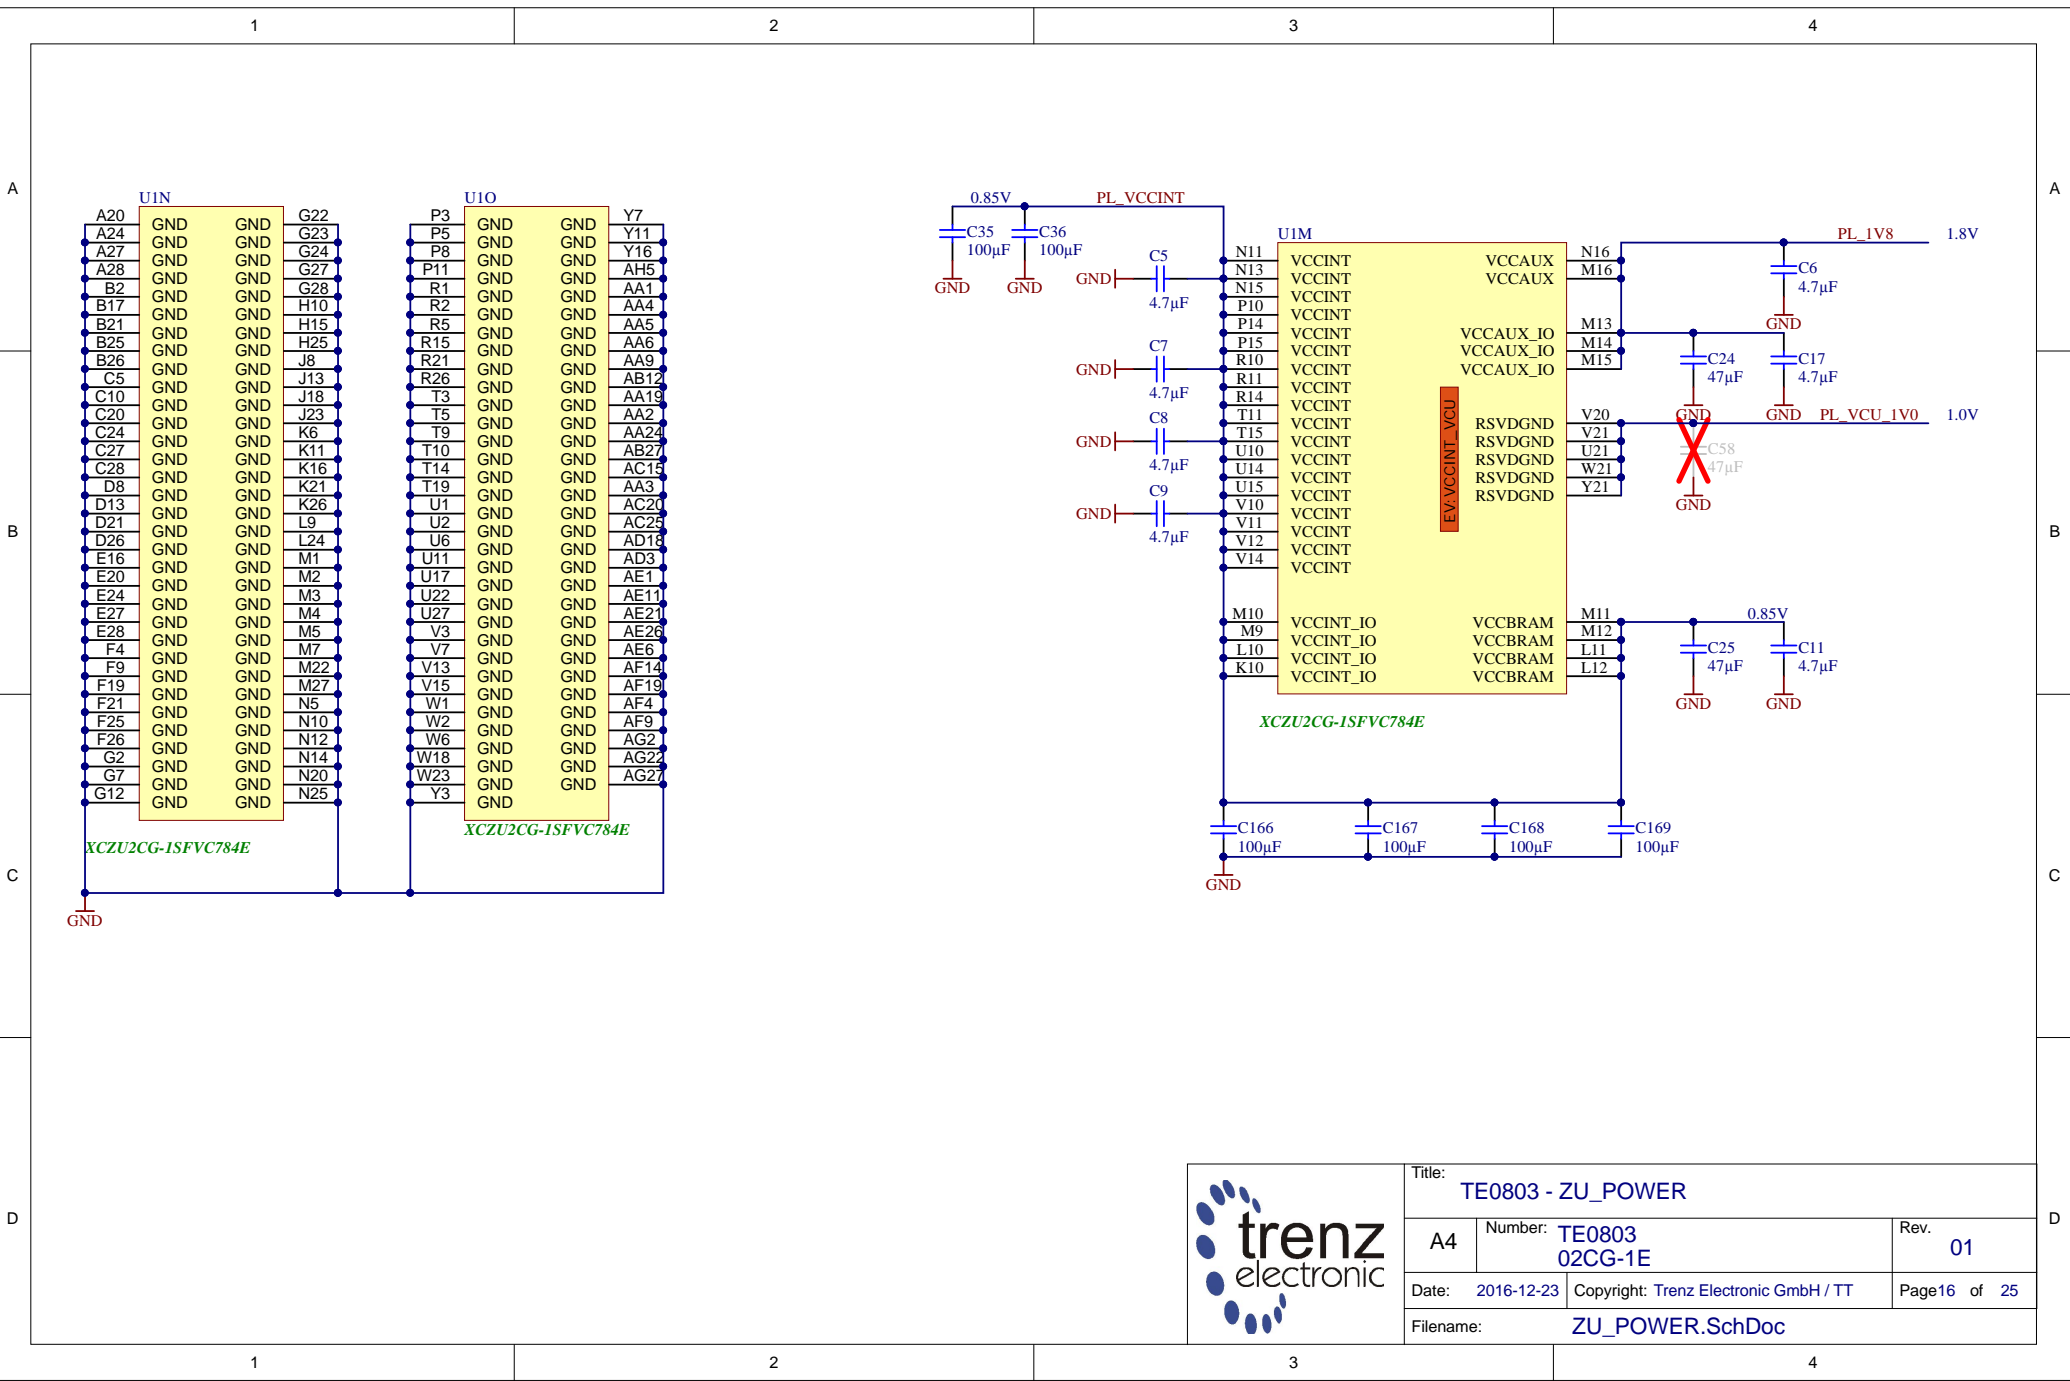 1 2 3 4
A A
B B
C C
D D
U1N
A20 GND GND G22
A24 GND GND G23
A27 GND GND G24
A28 GND GND G27
B2 GND GND G28
B17 GND GND H10
B21 GND GND H15
B25 GND GND H25
B26 GND GND J8
C5 GND GND J13
C10 GND GND J18
C20 GND GND J23
C24 GND GND K6
C27 GND GND K11
C28 GND GND K16
D8 GND GND K21
D13 GND GND K26
D21 GND GND L9
D26 GND GND L24
E16 GND GND M1
E20 GND GND M2
E24 GND GND M3
E27 GND GND M4
E28 GND GND M5
F4 GND GND M7
F9 GND GND M22
F19 GND GND M27
F21 GND GND N5
F25 GND GND N10
F26 GND GND N12
G2 GND GND N14
G7 GND GND N20
G12 GND GND N25
XCZU2CG-1SFVC784E
GND
U1O
P3 GND GND Y7
P5 GND GND Y11
P8 GND GND Y16
P11 GND GND AH5
R1 GND GND AA1
R2 GND GND AA4
R5 GND GND AA5
R15 GND GND AA6
R21 GND GND AA9
R26 GND GND AB12
T3 GND GND AA19
T5 GND GND AA2
T9 GND GND AA24
T10 GND GND AB27
T14 GND GND AC15
T19 GND GND AA3
U1 GND GND AC20
U2 GND GND AC25
U6 GND GND AD18
U11 GND GND AD3
U17 GND GND AE1
U22 GND GND AE11
U27 GND GND AE21
V3 GND GND AE26
V7 GND GND AE6
V13 GND GND AF14
V15 GND GND AF19
W1 GND GND AF4
W2 GND GND AF9
W6 GND GND AG2
W18 GND GND AG22
W23 GND GND AG27
Y3 GND
XCZU2CG-1SFVC784E
0.85V PL_VCCINT
C35 100µF GND
C36 100µF GND
GND C5 4.7µF
GND C7 4.7µF
GND C8 4.7µF
GND C9 4.7µF
U1M
N11 VCCINT
N13 VCCINT
N15 VCCINT
P10 VCCINT
P14 VCCINT
P15 VCCINT
R10 VCCINT
R11 VCCINT
R14 VCCINT
T11 VCCINT
T15 VCCINT
U10 VCCINT
U14 VCCINT
U15 VCCINT
V10 VCCINT
V11 VCCINT
V12 VCCINT
V14 VCCINT
M10 VCCINT_IO
M9 VCCINT_IO
L10 VCCINT_IO
K10 VCCINT_IO
EV: VCCINT_VCU
VCCAUX N16
VCCAUX M16
VCCAUX_IO M13
VCCAUX_IO M14
VCCAUX_IO M15
RSVDGND V20
RSVDGND V21
RSVDGND U21
RSVDGND W21
RSVDGND Y21
VCCBRAM M11
VCCBRAM M12
VCCBRAM L11
VCCBRAM L12
XCZU2CG-1SFVC784E
PL_1V8 1.8V
C6 4.7µF GND
C24 47µF GND
C17 4.7µF GND
PL_VCU_1V0 1.0V
C58 47µF GND
0.85V
C25 47µF GND
C11 4.7µF GND
C166 100µF
C167 100µF
C168 100µF
C169 100µF
GND
trenz
electronic
Title:
TE0803 - ZU_POWER
A4 Number: TE0803 Rev. 01
02CG-1E
Date: 2016-12-23 Copyright: Trenz Electronic GmbH / TT Page16 of 25
Filename: ZU_POWER.SchDoc
1 2 3 4